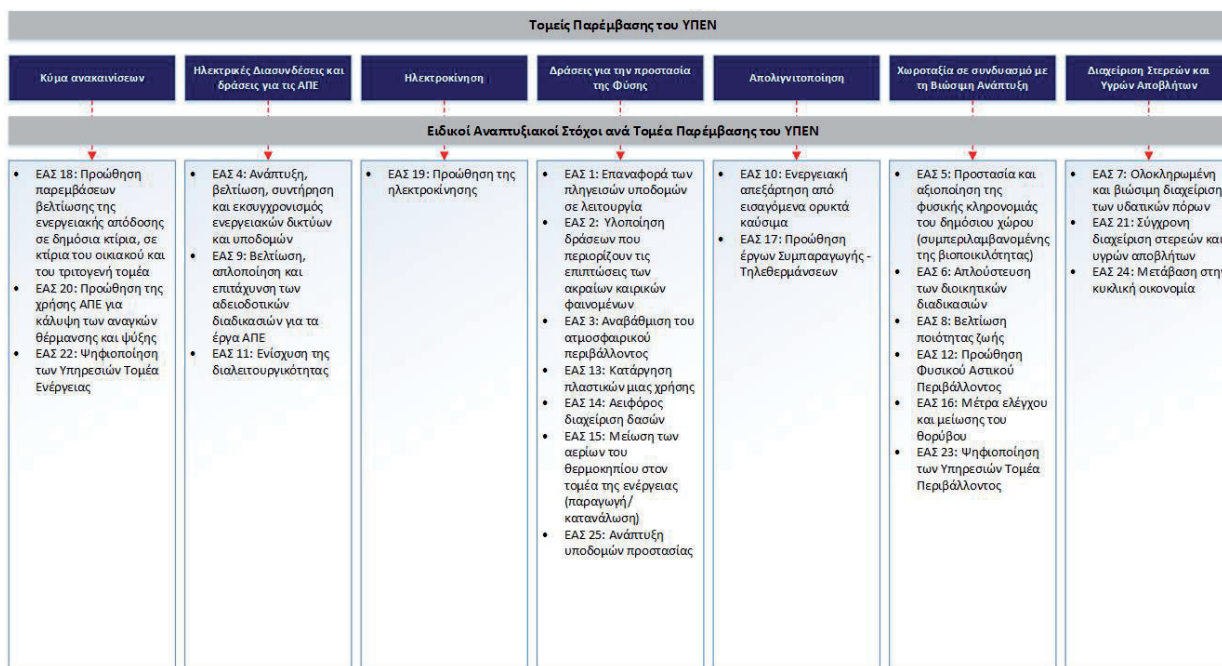 Τομείς Παρέμβασης του ΥΠΕΝ
Κύμα ανακαινίσεων
Ηλεκτρικές Διασυνδέσεις και
δράσεις για τις ΑΠΕ
Ηλεκτροκίνηση
Δράσεις για την προστασία
της Φύσης
Απολιγνιτοποίηση
Χωροταξία σε συνδυασμό με
τη Βιώσιμη Ανάπτυξη
Διαχείριση Στερεών και
Υγρών Αποβλήτων
Ειδικοί Αναπτυξιακοί Στόχοι ανά Τομέα Παρέμβασης του ΥΠΕΝ
• ΕΑΣ 18: Προώθηση
παρεμβάσεων
βελτίωσης της
ενεργειακής απόδοσης
σε δημόσια κτίρια, σε
κτίρια του οικιακού και
του τριτογενή τομέα
• ΕΑΣ 20: Προώθηση της
χρήσης ΑΠΕ για
κάλυψη των αναγκών
θέρμανσης και ψύξης
• ΕΑΣ 22: Ψηφιοποίηση
των Υπηρεσιών Τομέα
Ενέργειας
• ΕΑΣ 4: Ανάπτυξη,
βελτίωση, συντήρηση
και εκσυγχρονισμός
ενεργειακών δικτύων
και υποδομών
• ΕΑΣ 9: Βελτίωση,
απλοποίηση και
επιτάχυνση των
αδειοδοτικών
διαδικασιών για τα
έργα ΑΠΕ
• ΕΑΣ 11: Ενίσχυση της
διαλειτουργικότητας
• ΕΑΣ 19: Προώθηση της
ηλεκτροκίνησης
• ΕΑΣ 1: Επαναφορά των
πληγεισών υποδομών
σε λειτουργία
• ΕΑΣ 2: Υλοποίηση
δράσεων που
περιορίζουν τις
επιπτώσεις των
ακραίων καιρικών
φαινομένων
• ΕΑΣ 3: Αναβάθμιση του
ατμοσφαιρικού
περιβάλλοντος
• ΕΑΣ 13: Κατάργηση
πλαστικών μιας χρήσης
• ΕΑΣ 14: Αειφόρος
διαχείριση δασών
• ΕΑΣ 15: Μείωση των
αερίων του
θερμοκηπίου στον
τομέα της ενέργειας
(παραγωγή/
κατανάλωση)
• ΕΑΣ 25: Ανάπτυξη
υποδομών προστασίας
• ΕΑΣ 10: Ενεργειακή
απεξάρτηση από
εισαγόμενα ορυκτά
καύσιμα
• ΕΑΣ 17: Προώθηση
έργων Συμπαραγωγής -
Τηλεθερμάνσεων
• ΕΑΣ 5: Προστασία και
αξιοποίηση της
φυσικής κληρονομιάς
του δημόσιου χώρου
(συμπεριλαμβανομένης
της βιοποικιλότητας)
• ΕΑΣ 6: Απλούστευση
των διοικητικών
διαδικασιών
• ΕΑΣ 8: Βελτίωση
ποιότητας ζωής
• ΕΑΣ 12: Προώθηση
Φυσικού Αστικού
Περιβάλλοντος
• ΕΑΣ 16: Μέτρα ελέγχου
και μείωσης του
θορύβου
• ΕΑΣ 23: Ψηφιοποίηση
των Υπηρεσιών Τομέα
Περιβάλλοντος
• ΕΑΣ 7: Ολοκληρωμένη
και βιώσιμη διαχείριση
των υδατικών πόρων
• ΕΑΣ 21: Σύγχρονη
διαχείριση στερεών και
υγρών αποβλήτων
• ΕΑΣ 24: Μετάβαση στην
κυκλική οικονομία